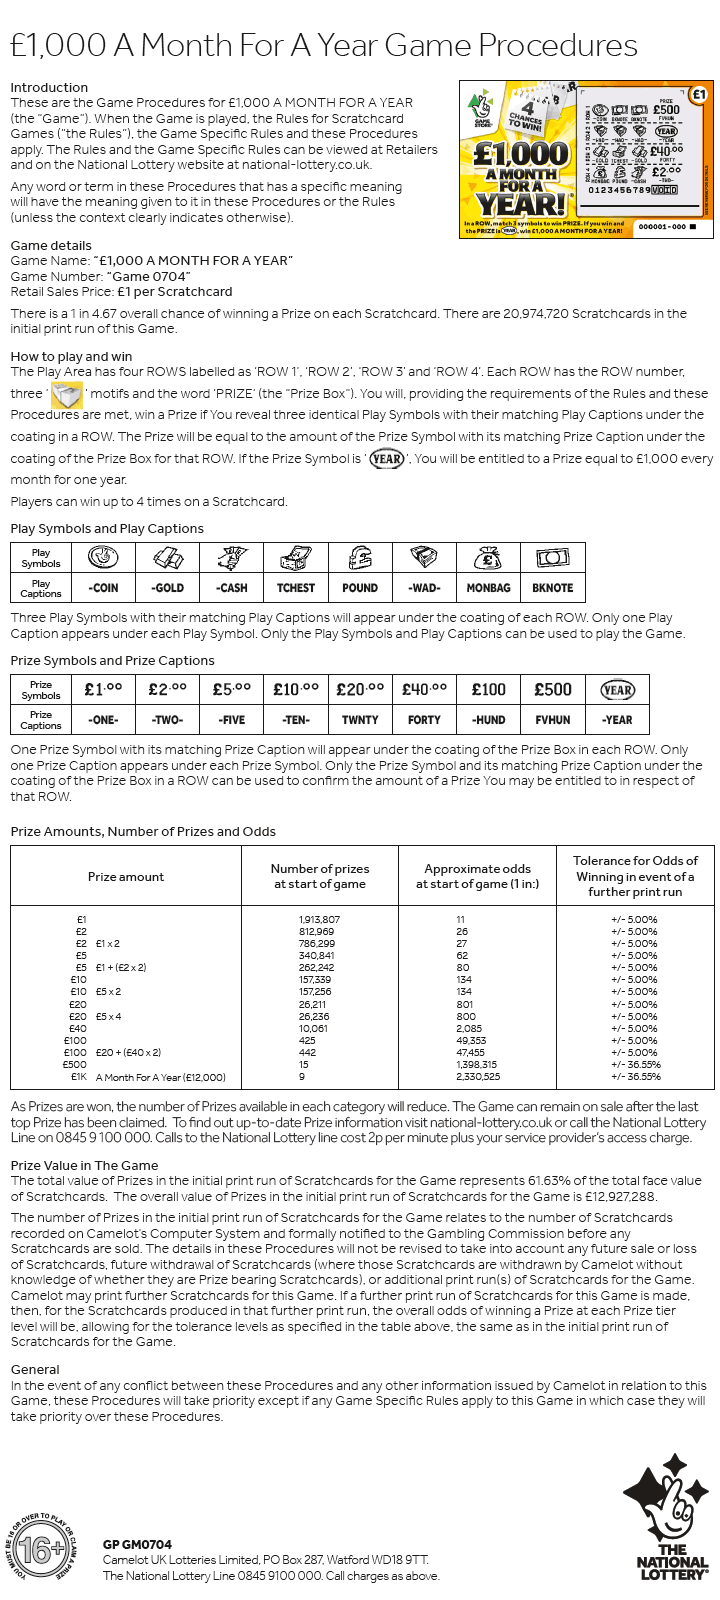 £1,000 A Month For A Year Game Procedures
Introduction
These are the Game Procedures for £1,000 A MONTH FOR A YEAR
(the “Game”). When the Game is played, the Rules for Scratchcard
Games (“the Rules”), the Game Specific Rules and these Procedures
apply. The Rules and the Game Specific Rules can be viewed at Retailers
and on the National Lottery website at national-lottery.co.uk.
Any word or term in these Procedures that has a specific meaning
will have the meaning given to it in these Procedures or the Rules
(unless the context clearly indicates otherwise).
GAME STORE
4 CHANCES TO WIN!
£1,000
A MONTH
FOR A
YEAR!
In a ROW, match 3 symbols to win PRIZE. If you win and
the PRIZE is YEAR, win £1,000 A MONTH FOR A YEAR!
£1
PRIZE
£500
FVHUN
YEAR
-YEAR
£40.00
FORTY
£2.00
-TWO-
0123456789 VOID
000001-000
Game details
Game Name: “£1,000 A MONTH FOR A YEAR”
Game Number: “Game 0704”
Retail Sales Price: £1 per Scratchcard
There is a 1 in 4.67 overall chance of winning a Prize on each Scratchcard. There are 20,974,720 Scratchcards in the
initial print run of this Game.
How to play and win
The Play Area has four ROWS labelled as ‘ROW 1’, ‘ROW 2’, ‘ROW 3’ and ‘ROW 4’. Each ROW has the ROW number,
three ‘ ’ motifs and the word ‘PRIZE’ (the “Prize Box”). You will, providing the requirements of the Rules and these
Procedures are met, win a Prize if You reveal three identical Play Symbols with their matching Play Captions under the
coating in a ROW. The Prize will be equal to the amount of the Prize Symbol with its matching Prize Caption under the
coating of the Prize Box for that ROW. If the Prize Symbol is ‘ YEAR ’, You will be entitled to a Prize equal to £1,000 every
month for one year.
Players can win up to 4 times on a Scratchcard.
Play Symbols and Play Captions
Play Symbols
Play Captions -COIN -GOLD -CASH TCHEST POUND -WAD- MONBAG BKNOTE
Three Play Symbols with their matching Play Captions will appear under the coating of each ROW. Only one Play
Caption appears under each Play Symbol. Only the Play Symbols and Play Captions can be used to play the Game.
Prize Symbols and Prize Captions
Prize Symbols £1.00 £2.00 £5.00 £10.00 £20.00 £40.00 £100 £500 YEAR
Prize Captions -ONE- -TWO- -FIVE -TEN- TWNTY FORTY -HUND FVHUN -YEAR
One Prize Symbol with its matching Prize Caption will appear under the coating of the Prize Box in each ROW. Only
one Prize Caption appears under each Prize Symbol. Only the Prize Symbol and its matching Prize Caption under the
coating of the Prize Box in a ROW can be used to confirm the amount of a Prize You may be entitled to in respect of
that ROW.
Prize Amounts, Number of Prizes and Odds
Prize amount
Number of prizes
at start of game
Approximate odds
at start of game (1 in:)
Tolerance for Odds of
Winning in event of a
further print run
£1 1,913,807 11 +/- 5.00%
£2 812,969 26 +/- 5.00%
£2 £1 x 2 786,299 27 +/- 5.00%
£5 340,841 62 +/- 5.00%
£5 £1 + (£2 x 2) 262,242 80 +/- 5.00%
£10 157,339 134 +/- 5.00%
£10 £5 x 2 157,256 134 +/- 5.00%
£20 26,211 801 +/- 5.00%
£20 £5 x 4 26,236 800 +/- 5.00%
£40 10,061 2,085 +/- 5.00%
£100 425 49,353 +/- 5.00%
£100 £20 + (£40 x 2) 442 47,455 +/- 5.00%
£500 15 1,398,315 +/- 36.55%
£1K A Month For A Year (£12,000) 9 2,330,525 +/- 36.55%
As Prizes are won, the number of Prizes available in each category will reduce. The Game can remain on sale after the last
top Prize has been claimed. To find out up-to-date Prize information visit national-lottery.co.uk or call the National Lottery
Line on 0845 9 100 000. Calls to the National Lottery line cost 2p per minute plus your service provider’s access charge.
Prize Value in The Game
The total value of Prizes in the initial print run of Scratchcards for the Game represents 61.63% of the total face value
of Scratchcards. The overall value of Prizes in the initial print run of Scratchcards for the Game is £12,927,288.
The number of Prizes in the initial print run of Scratchcards for the Game relates to the number of Scratchcards
recorded on Camelot’s Computer System and formally notified to the Gambling Commission before any
Scratchcards are sold. The details in these Procedures will not be revised to take into account any future sale or loss
of Scratchcards, future withdrawal of Scratchcards (where those Scratchcards are withdrawn by Camelot without
knowledge of whether they are Prize bearing Scratchcards), or additional print run(s) of Scratchcards for the Game.
Camelot may print further Scratchcards for this Game. If a further print run of Scratchcards for this Game is made,
then, for the Scratchcards produced in that further print run, the overall odds of winning a Prize at each Prize tier
level will be, allowing for the tolerance levels as specified in the table above, the same as in the initial print run of
Scratchcards for the Game.
General
In the event of any conflict between these Procedures and any other information issued by Camelot in relation to this
Game, these Procedures will take priority except if any Game Specific Rules apply to this Game in which case they will
take priority over these Procedures.
YOU MUST BE 16 OR OVER TO PLAY OR CLAIM A PRIZE
16+
GP GM0704
Camelot UK Lotteries Limited, PO Box 287, Watford WD18 9TT.
The National Lottery Line 0845 9100 000. Call charges as above.
THE
NATIONAL
LOTTERY®